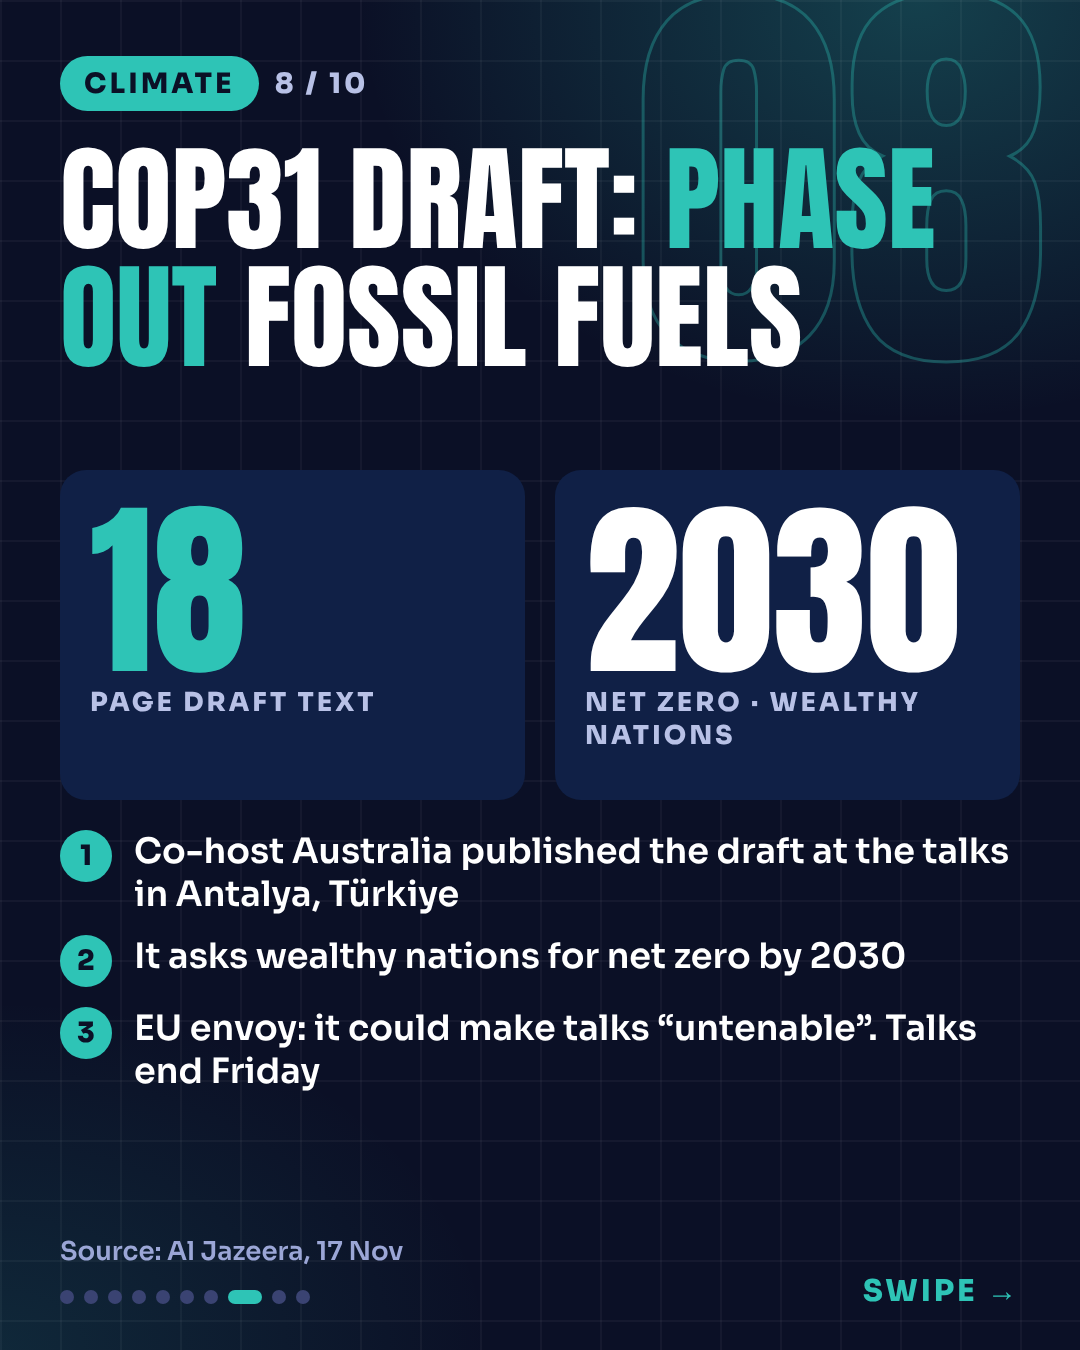 08
CLIMATE
8 / 10
COP31 DRAFT: PHASE
OUT FOSSIL FUELS
18
PAGE DRAFT TEXT
2030
NET ZERO · WEALTHY
NATIONS
1
Co-host Australia published the draft at the talks
in Antalya, Türkiye
2
It asks wealthy nations for net zero by 2030
3
EU envoy: it could make talks “untenable”. Talks
end Friday
Source: Al Jazeera, 17 Nov
SWIPE →